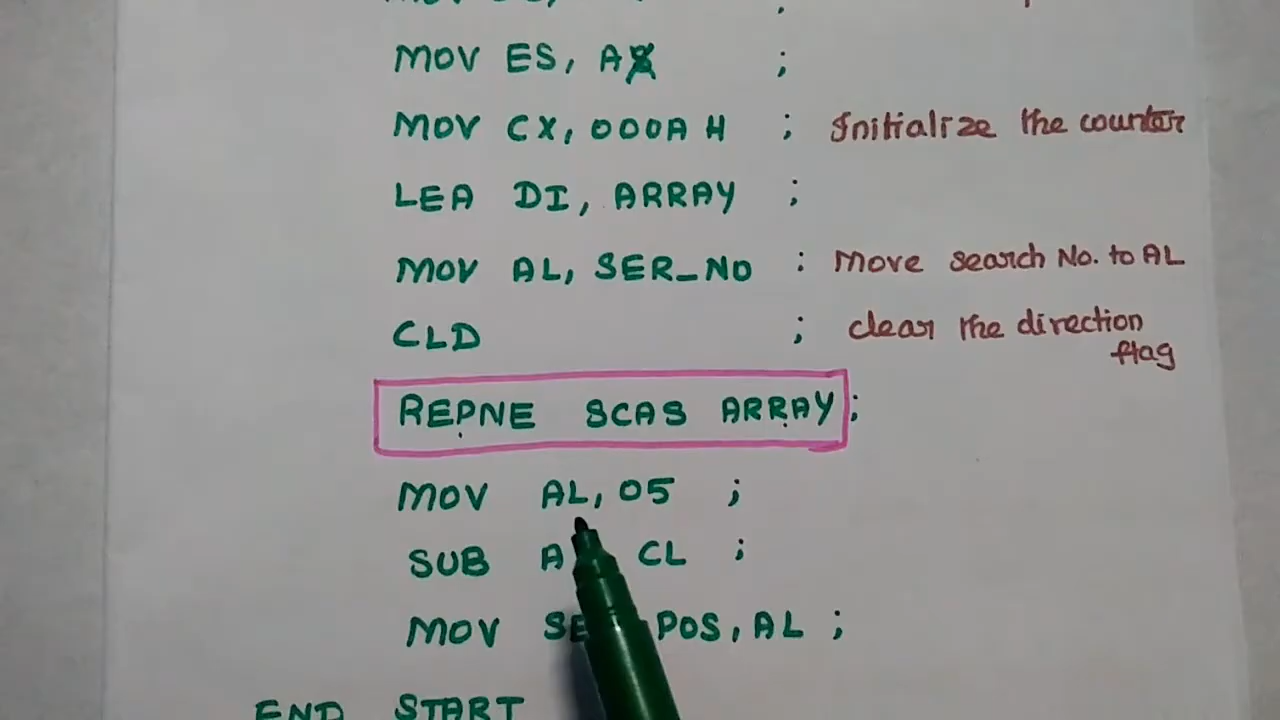 MOV ES, AX ;
MOV CX, 000A H ; Initialize the counter
LEA DI, ARRAY ;
MOV AL, SER_NO : Move search No. to AL
CLD ; clear the direction
flag
REPNE SCAS ARRAY ;
MOV AL, 05 ;
SUB CL ;
MOV POS, AL ;
END START